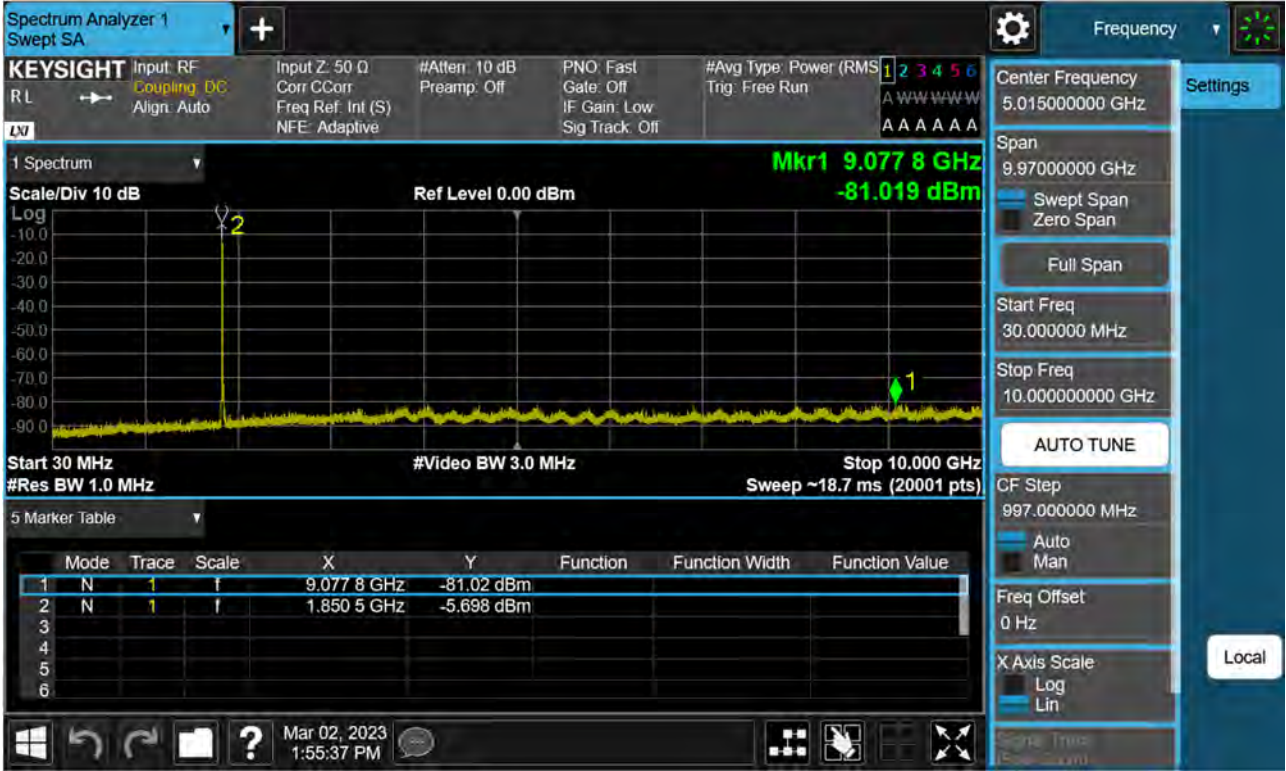 Spectrum Analyzer 1
Swept SA
+
Frequency
KEYSIGHT
RL
LXI
Input: RF
Coupling: DC
Align: Auto
Input Z: 50 Ω
Corr CCorr
Freq Ref: Int (S)
NFE: Adaptive
#Atten: 10 dB
Preamp: Off
PNO: Fast
Gate: Off
IF Gain: Low
Sig Track: Off
#Avg Type: Power (RMS
Trig: Free Run
1 2 3 4 5 6
A W W W W W
A A A A A A
1 Spectrum
Mkr1 9.077 8 GHz
-81.019 dBm
Scale/Div 10 dB
Ref Level 0.00 dBm
Log
-10.0
-20.0
-30.0
-40.0
-50.0
-60.0
-70.0
-80.0
-90.0
2
1
Start 30 MHz
#Video BW 3.0 MHz
Stop 10.000 GHz
#Res BW 1.0 MHz
Sweep ~18.7 ms (20001 pts)
5 Marker Table
Mode Trace Scale X Y Function Function Width Function Value
1 N 1 f 9.077 8 GHz -81.02 dBm
2 N 1 f 1.850 5 GHz -5.698 dBm
3
4
5
6
?
Mar 02, 2023
1:55:37 PM
Center Frequency
5.015000000 GHz
Settings
Span
9.97000000 GHz
Swept Span
Zero Span
Full Span
Start Freq
30.000000 MHz
Stop Freq
10.000000000 GHz
AUTO TUNE
CF Step
997.000000 MHz
Auto
Man
Freq Offset
0 Hz
X Axis Scale
Log
Lin
Local